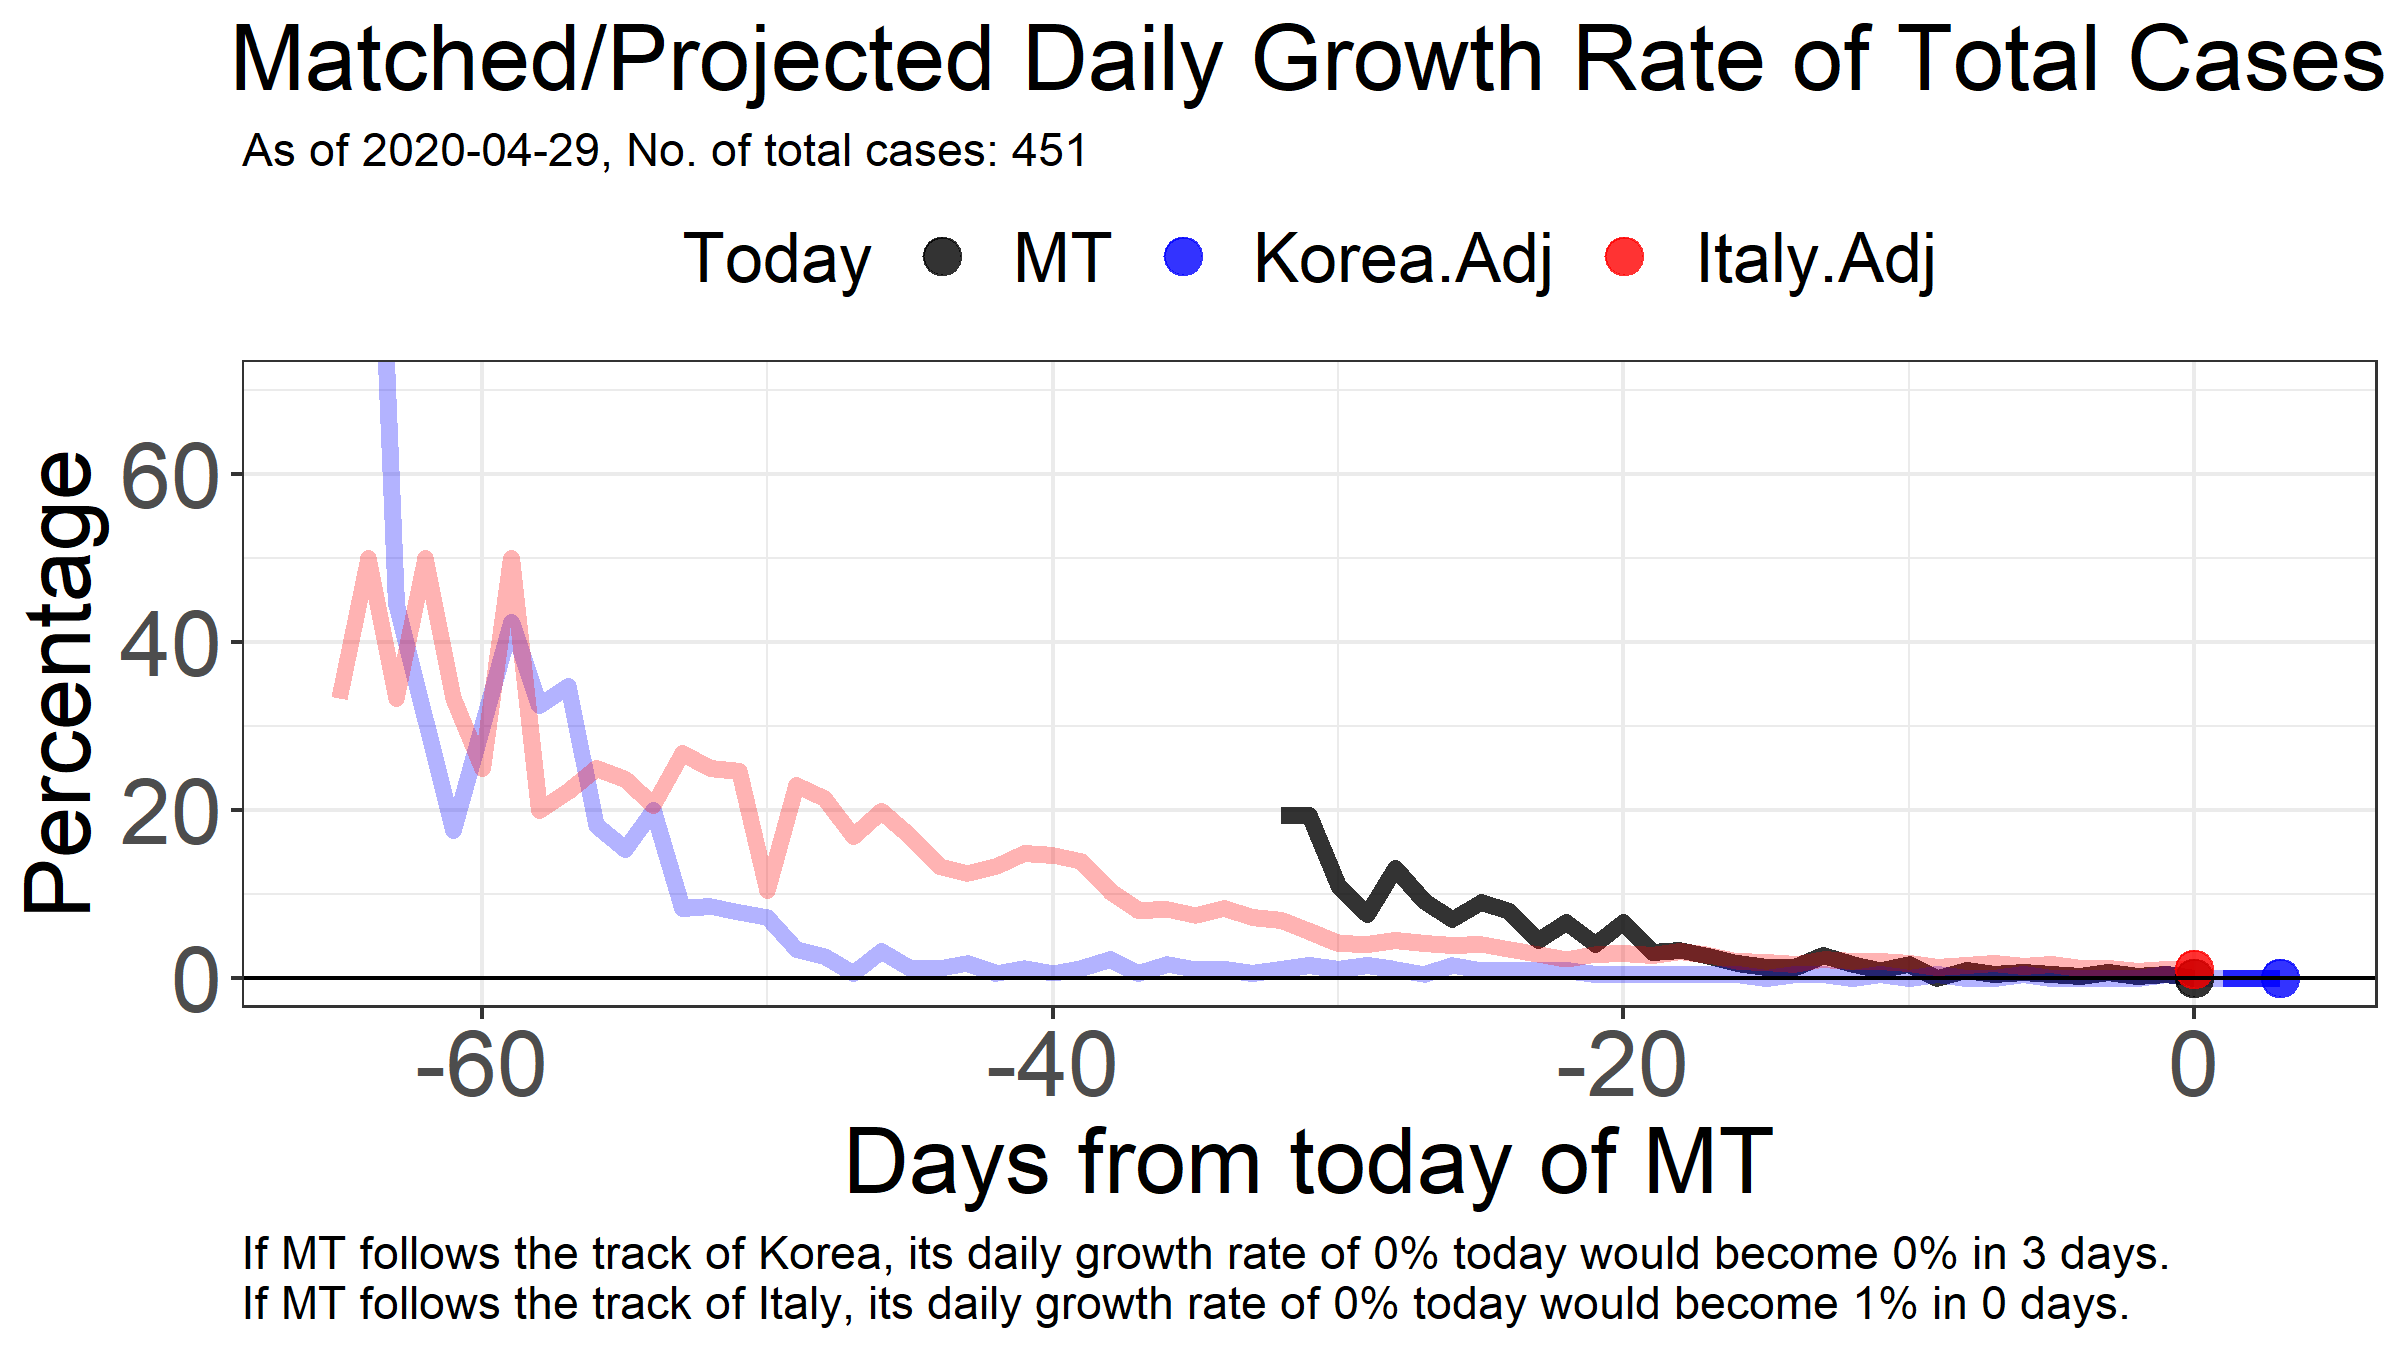 Matched/Projected Daily Growth Rate of Total Cases
As of 2020-04-29, No. of total cases: 451
Today MT Korea.Adj Italy.Adj
Percentage
60
40
20
0
-60 -40 -20 0
Days from today of MT
If MT follows the track of Korea, its daily growth rate of 0% today would become 0% in 3 days.
If MT follows the track of Italy, its daily growth rate of 0% today would become 1% in 0 days.